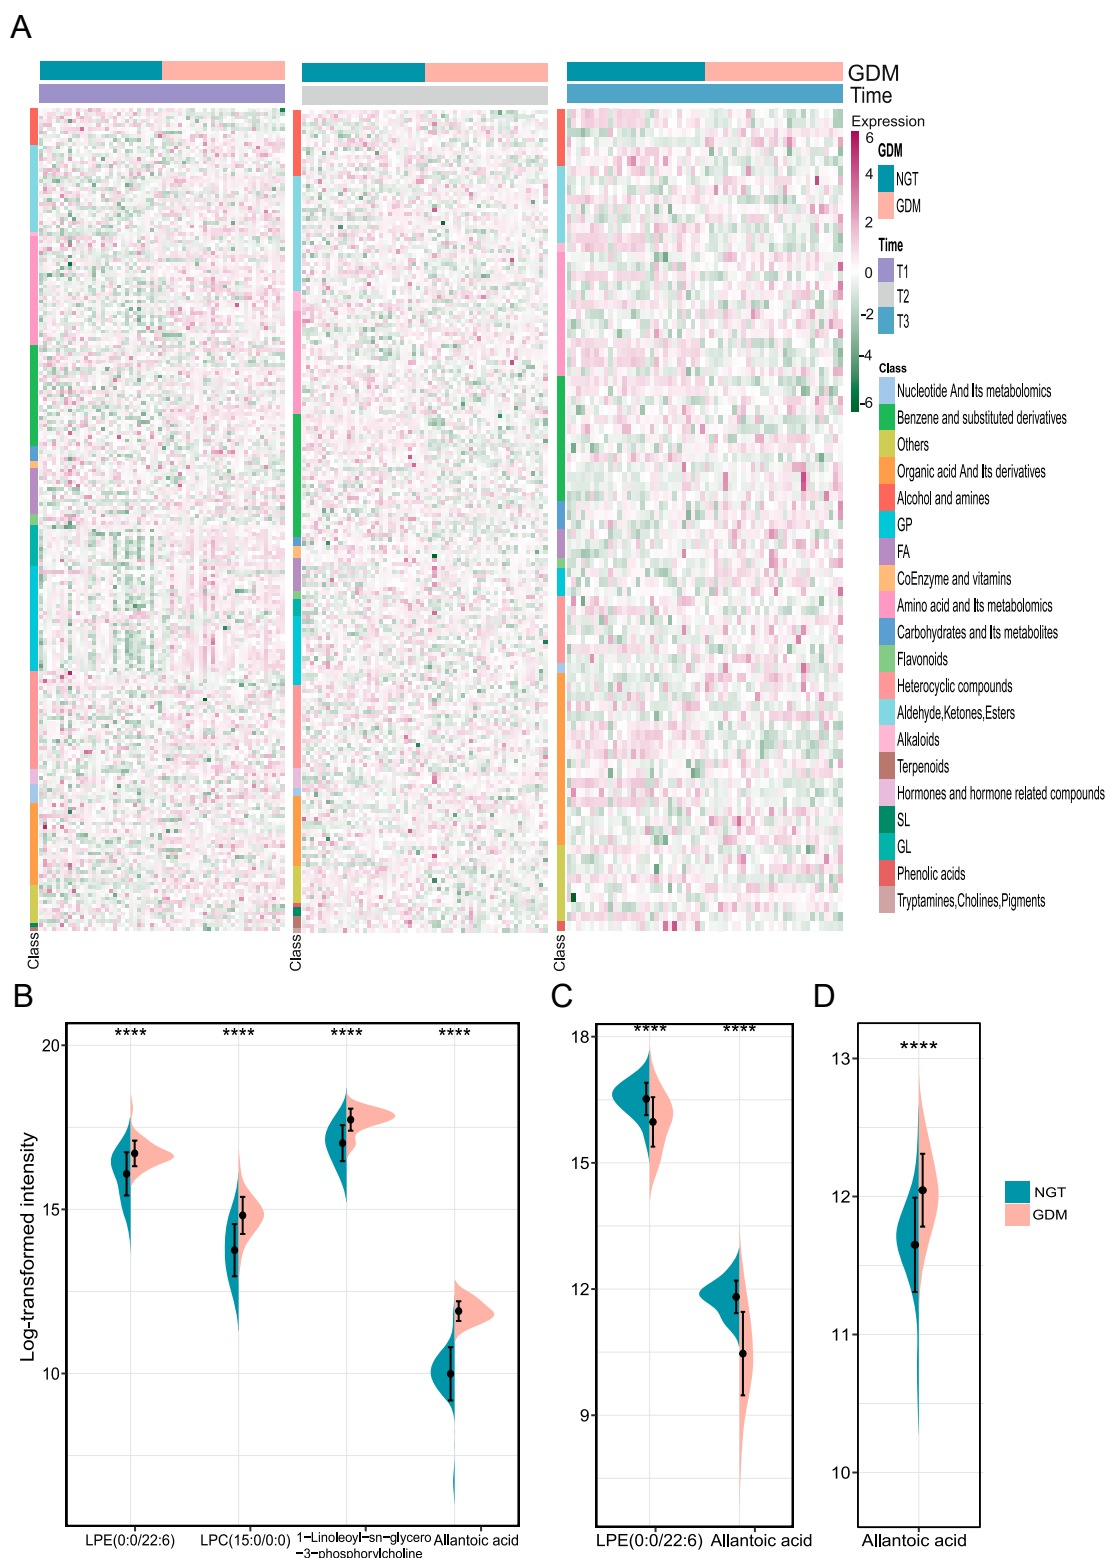 A
GDM
Time
Expression
6
4
2
0
-2
-4
-6
GDM
NGT
GDM
Time
T1
T2
T3
Class
Nucleotide And Its metabolomics
Benzene and substituted derivatives
Others
Organic acid And Its derivatives
Alcohol and amines
GP
FA
CoEnzyme and vitamins
Amino acid and Its metabolomics
Carbohydrates and Its metabolites
Flavonoids
Heterocyclic compounds
Aldehyde,Ketones,Esters
Alkaloids
Terpenoids
Hormones and hormone related compounds
SL
GL
Phenolic acids
Tryptamines,Cholines,Pigments
Class
Class
Class
B
Log-transformed intensity
20
15
10
****
****
****
****
LPE(0:0/22:6)
LPC(15:0/0:0)
1−Linoleoyl−sn−glycero
−3−phosphorylcholine
Allantoic acid
C
18
15
12
9
****
****
LPE(0:0/22:6)
Allantoic acid
D
13
12
11
10
****
Allantoic acid
NGT
GDM